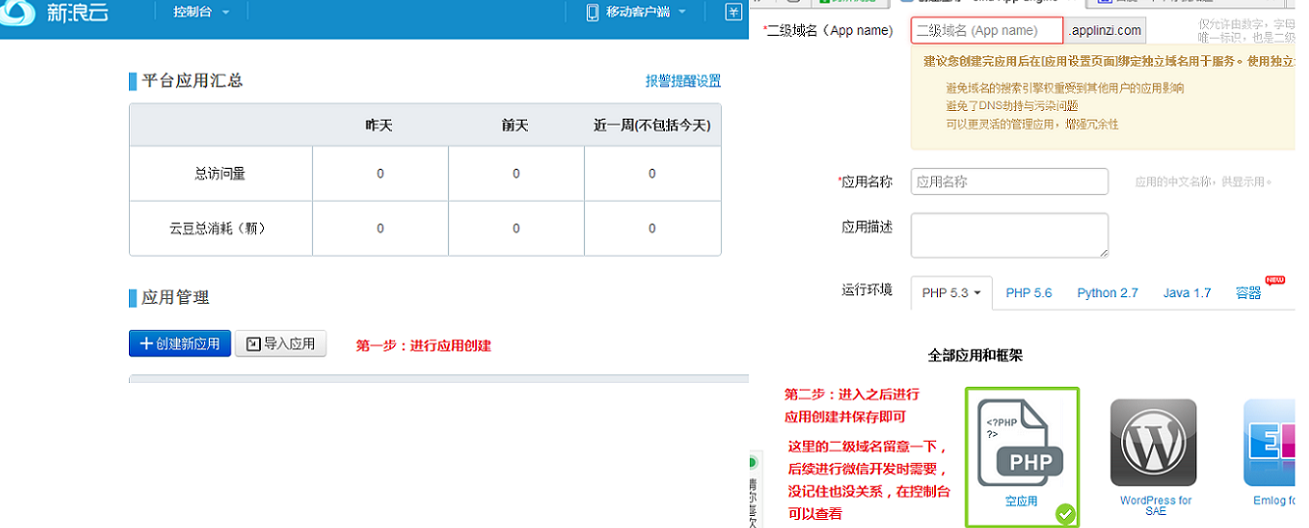 新浪云
控制台
移动客户端
平台应用汇总
报警提醒设置
昨天 前天 近一周(不包括今天)
总访问量 0 0 0
云豆总消耗（颗） 0 0 0
应用管理
创建新应用 导入应用
第一步：进行应用创建
*二级域名（App name） 二级域名 (App name) .applinzi.com
仅允许由数字，字母
唯一标识，也是二级
建议您创建完应用后在[应用设置页面]绑定独立域名用于服务。使用独立
避免域名的搜索引擎权重受到其他用户的应用影响
避免了DNS劫持与污染问题
可以更灵活的管理应用，增强冗余性
*应用名称 应用名称 应用的中文名称，供显示用。
应用描述
运行环境 PHP 5.3 PHP 5.6 Python 2.7 Java 1.7 容器 NEW
全部应用和框架
第二步：进入之后进行
应用创建并保存即可
这里的二级域名留意一下，
后续进行微信开发时需要，
没记住也没关系，在控制台
可以查看
<?PHP
?>
PHP
空应用
WordPress for
SAE
Emlog fo